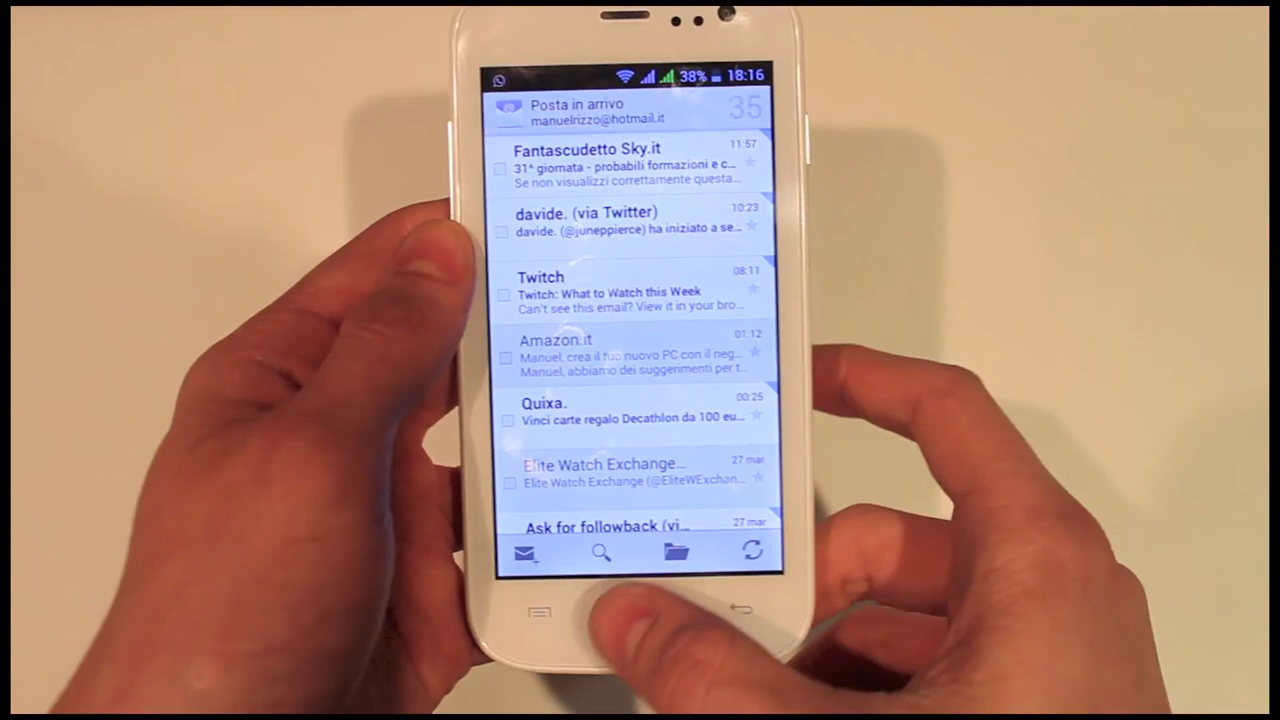 38% 18:16
Posta in arrivo
manuelrizzo@hotmail.it
35
Fantascudetto Sky.it
11:57
31^ giornata - probabili formazioni e c...
Se non visualizzi correttamente questa...
davide. (via Twitter)
10:23
davide. (@juneppierce) ha iniziato a se...
Twitch
08:11
Twitch: What to Watch this Week
Can't see this email? View it in your bro...
Amazon.it
01.12
Manuel, crea il tuo nuovo PC con il neg...
Manuel, abbiamo dei suggerimenti per t...
Quixa.
00:25
Vinci carte regalo Decathlon da 100 eu...
Elite Watch Exchange...
27 mar
Elite Watch Exchange (@EliteWExchan...
Ask for followback (vi...
27 mar